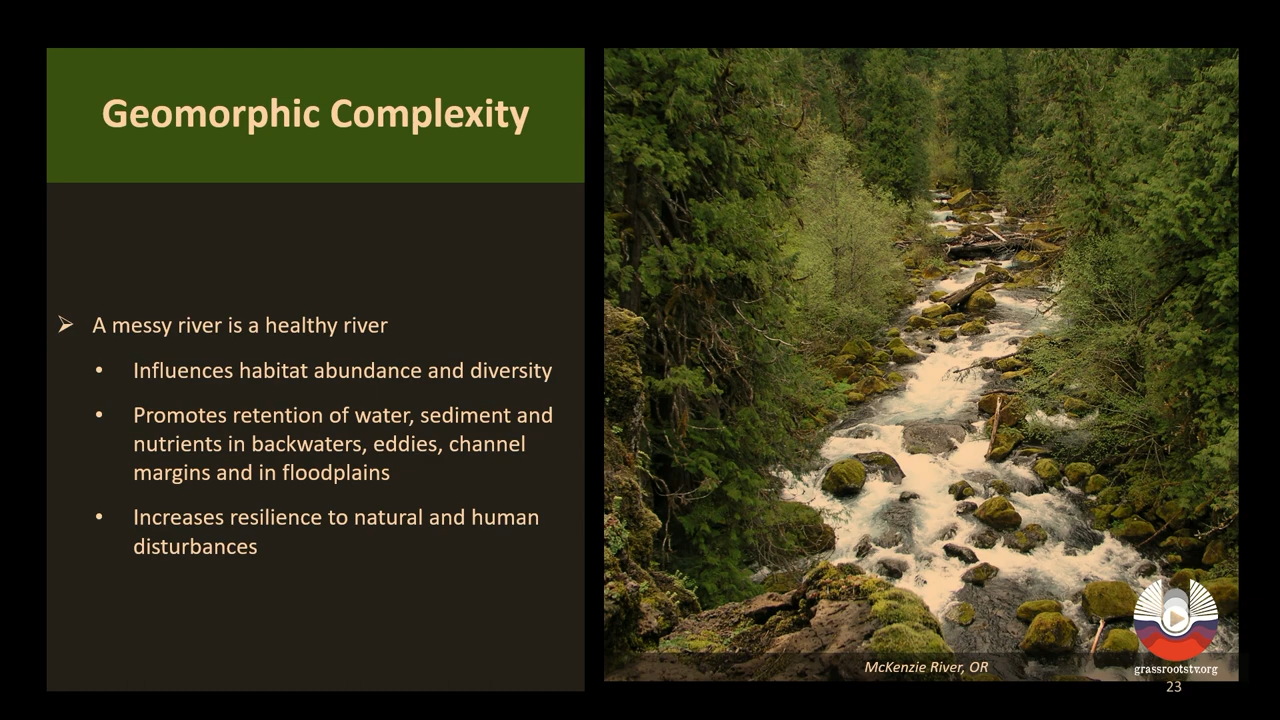 Geomorphic Complexity
A messy river is a healthy river
Influences habitat abundance and diversity
Promotes retention of water, sediment and
nutrients in backwaters, eddies, channel
margins and in floodplains
Increases resilience to natural and human
disturbances
McKenzie River, OR
grassrootstv.org
23